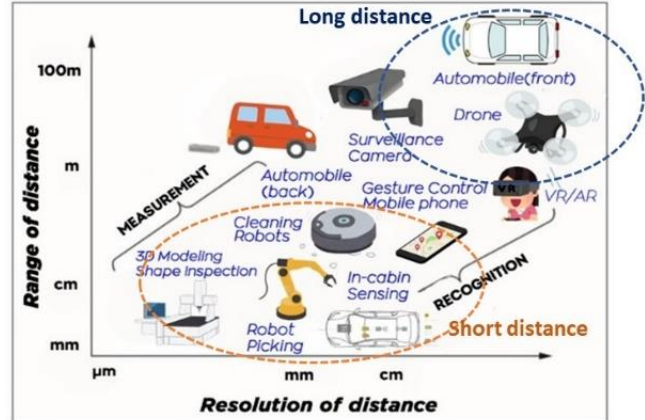 Long distance
100m
Automobile(front)
Drone
Surveillance
Camera
m
Automobile
(back)
Gesture Control
Mobile phone
VR
VR/AR
MEASUREMENT
Cleaning
Robots
3D Modeling
Shape Inspection
In-cabin
Sensing
RECOGNITION
cm
Robot
Picking
Short distance
mm
μm
mm
cm
Range of distance
Resolution of distance